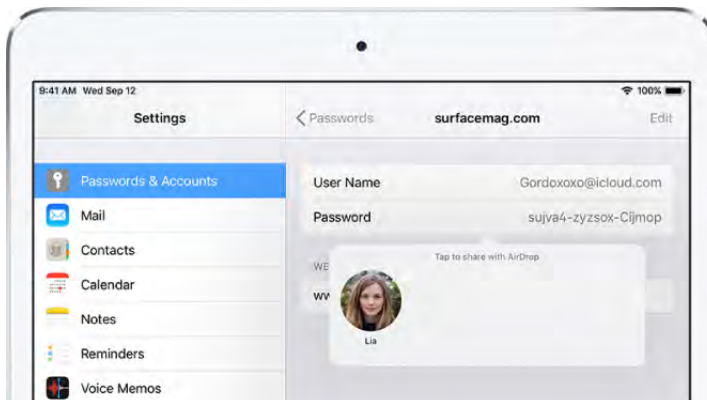 9:41 AM Wed Sep 12
100%
Settings
Passwords
surfacemag.com
Edit
Passwords & Accounts
Mail
Contacts
Calendar
Notes
Reminders
Voice Memos
User Name
Gordoxoxo@icloud.com
Password
sujva4-zyzsox-Cijmop
Tap to share with AirDrop
Lia